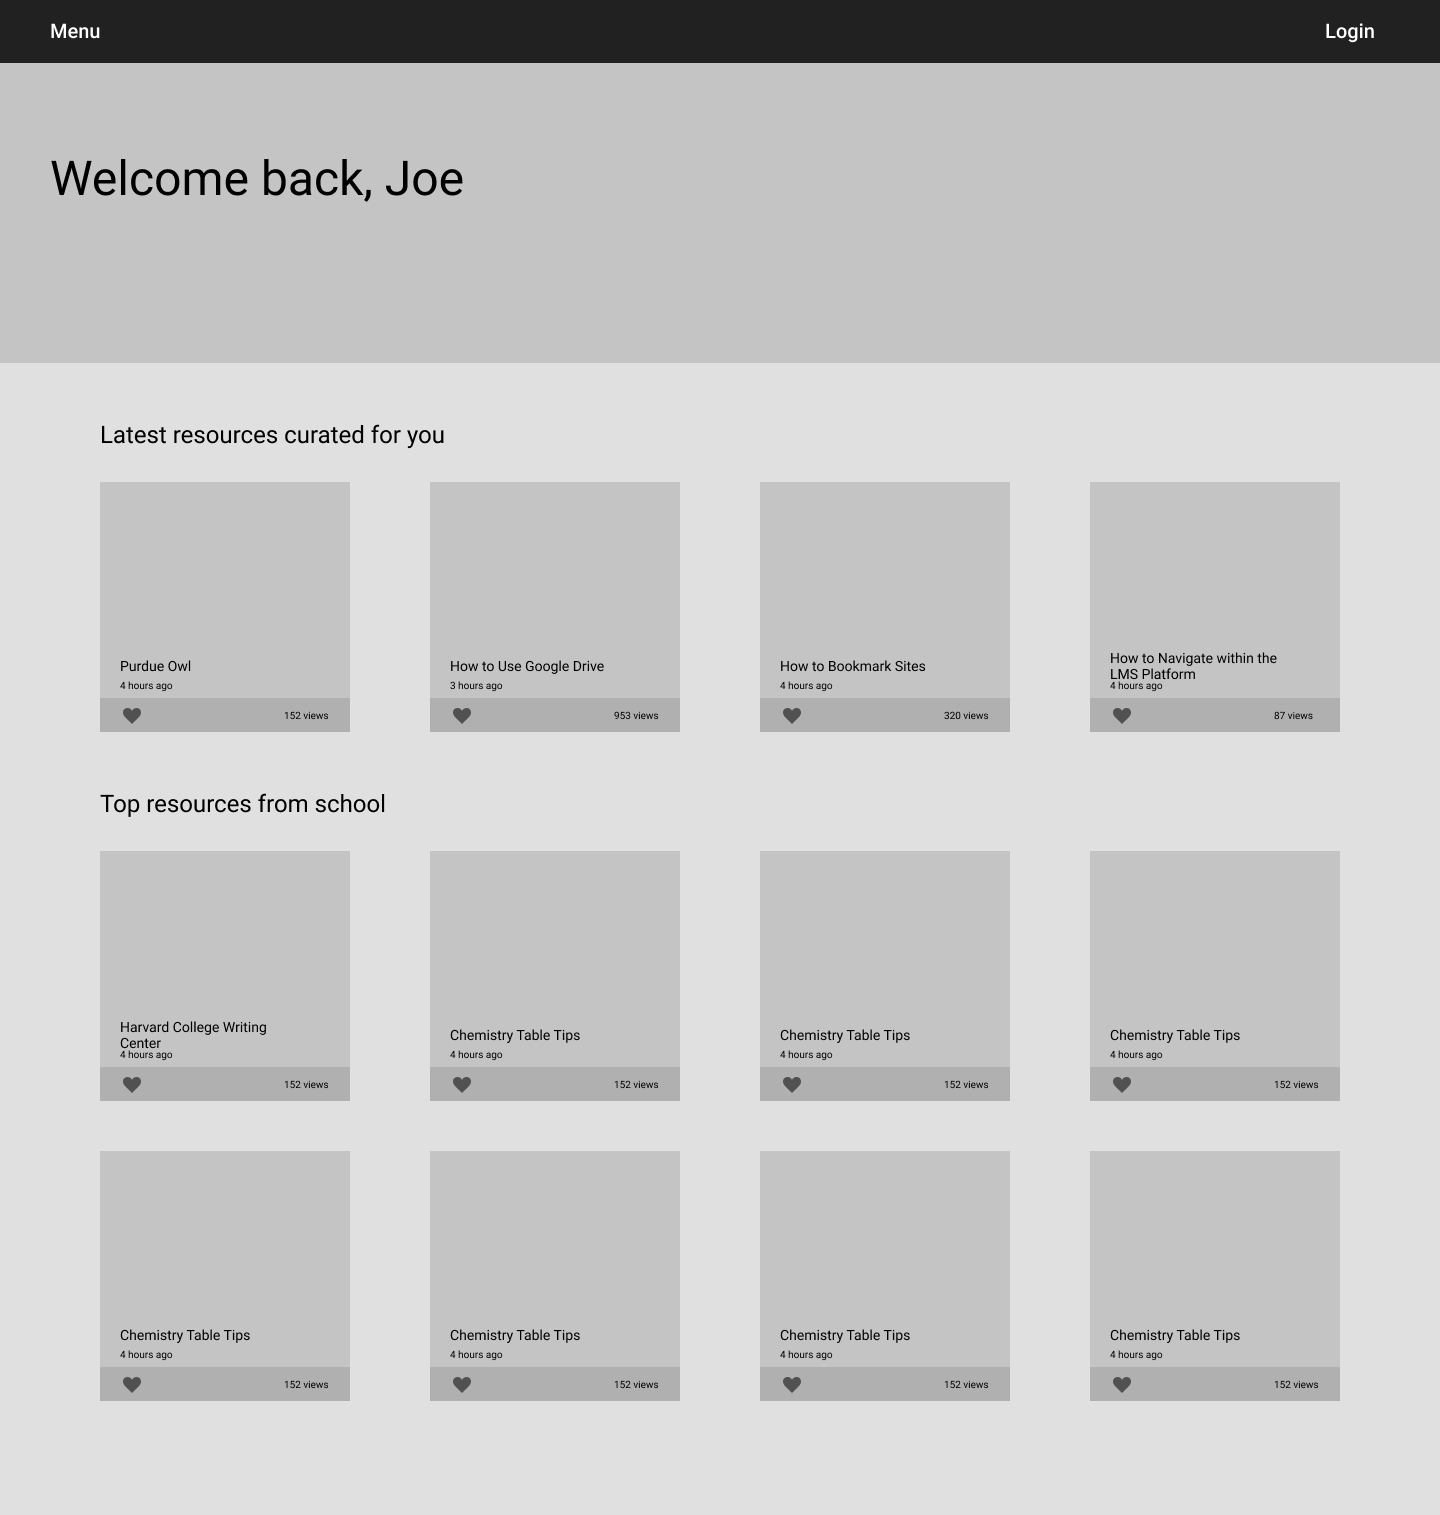 Menu
Login
Welcome back, Joe
Latest resources curated for you
Purdue Owl
4 hours ago
152 views
How to Use Google Drive
3 hours ago
953 views
How to Bookmark Sites
4 hours ago
320 views
How to Navigate within the
LMS Platform
4 hours ago
87 views
Top resources from school
Harvard College Writing
Center
4 hours ago
152 views
Chemistry Table Tips
4 hours ago
152 views
Chemistry Table Tips
4 hours ago
152 views
Chemistry Table Tips
4 hours ago
152 views
Chemistry Table Tips
4 hours ago
152 views
Chemistry Table Tips
4 hours ago
152 views
Chemistry Table Tips
4 hours ago
152 views
Chemistry Table Tips
4 hours ago
152 views